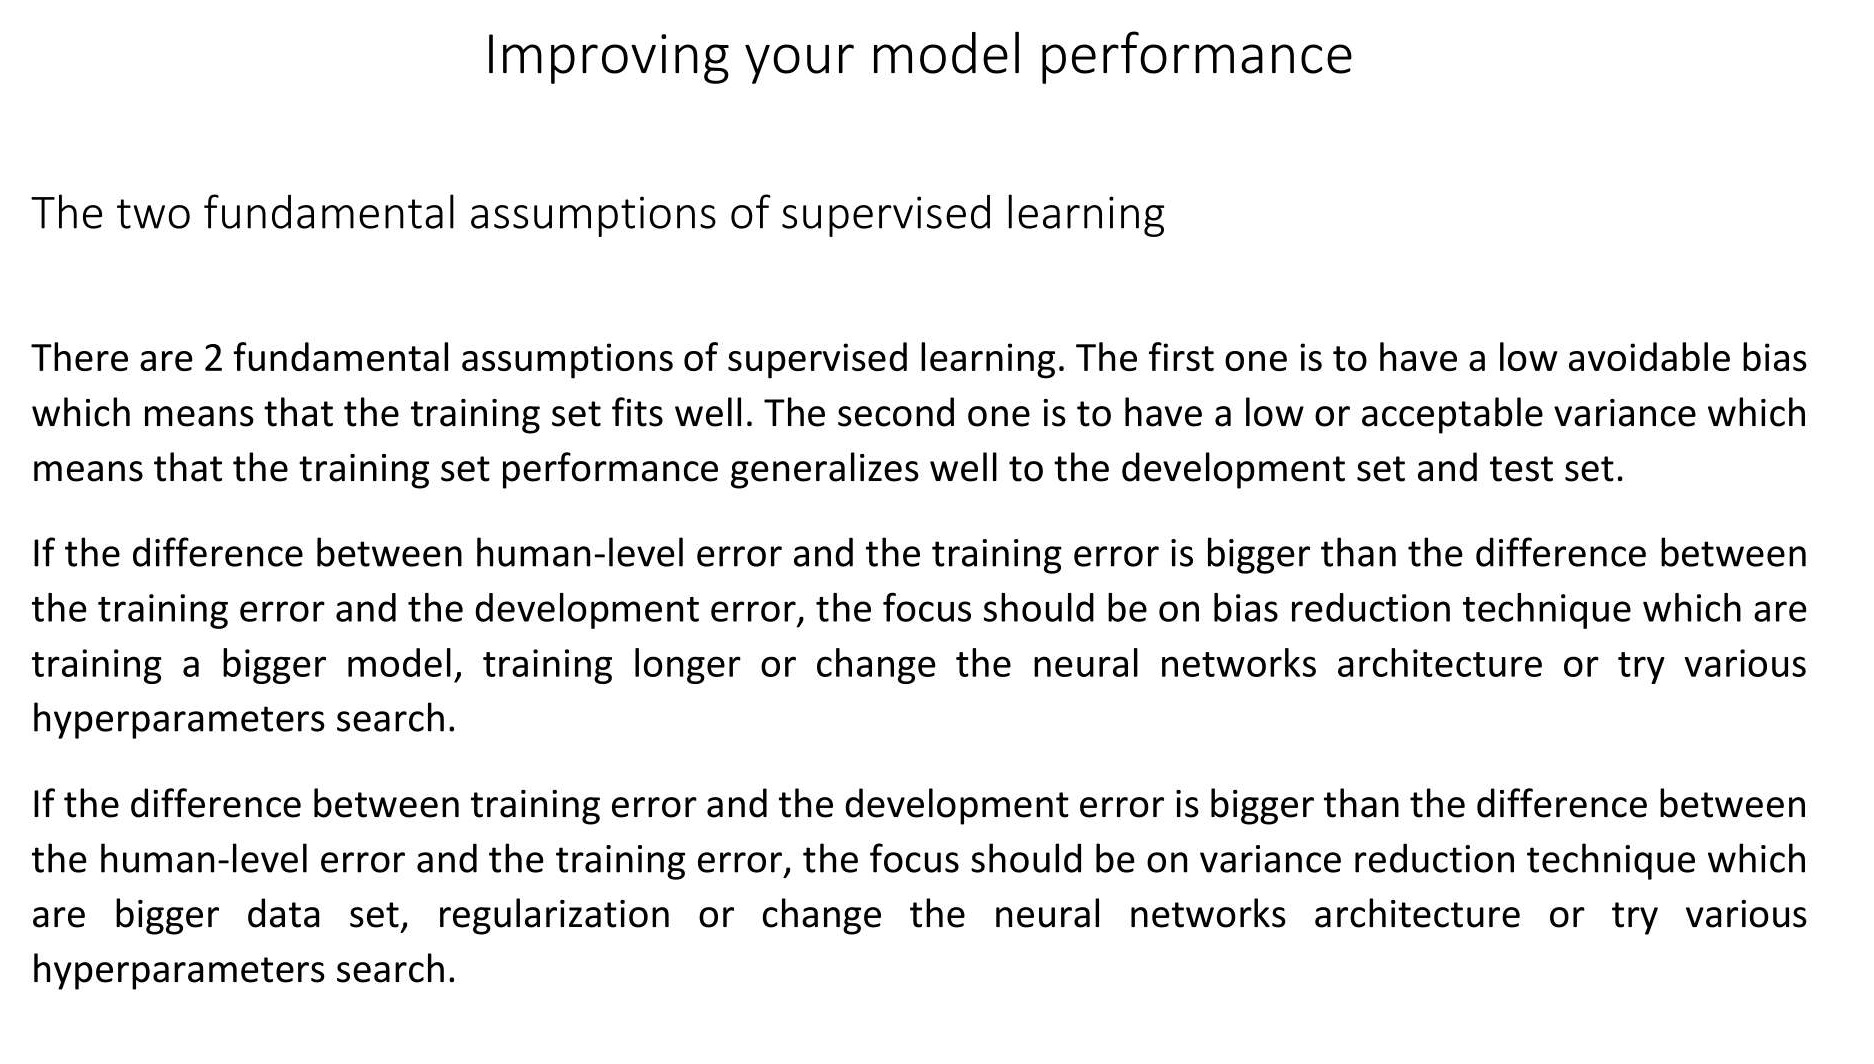 Improving your model performance
The two fundamental assumptions of supervised learning
There are 2 fundamental assumptions of supervised learning. The first one is to have a low avoidable bias
which means that the training set fits well. The second one is to have a low or acceptable variance which
means that the training set performance generalizes well to the development set and test set.
If the difference between human-level error and the training error is bigger than the difference between
the training error and the development error, the focus should be on bias reduction technique which are
training a bigger model, training longer or change the neural networks architecture or try various
hyperparameters search.
If the difference between training error and the development error is bigger than the difference between
the human-level error and the training error, the focus should be on variance reduction technique which
are bigger data set, regularization or change the neural networks architecture or try various
hyperparameters search.